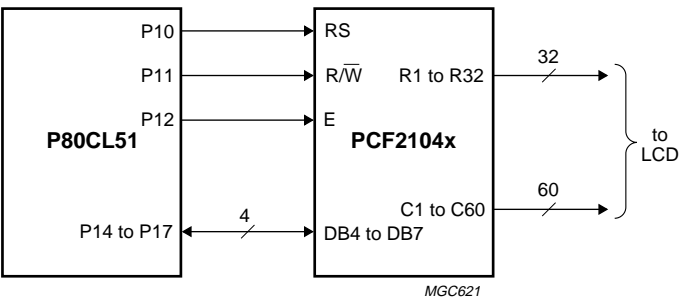 P10
RS
32
P11
R/W̅
R1 to R32
P12
E
P80CL51
PCF2104x
to
LCD
60
C1 to C60
4
P14 to P17
DB4 to DB7
MGC621